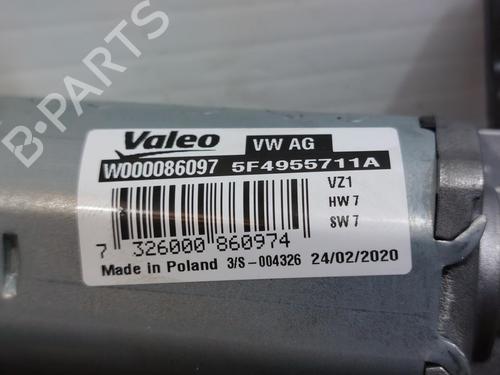 Valeo VW AG
W000086097 5F4955711A
VZ1
HW 7
SW 7
7 326000 860974
Made in Poland 3/S-004326 24/02/2020
B-PARTS